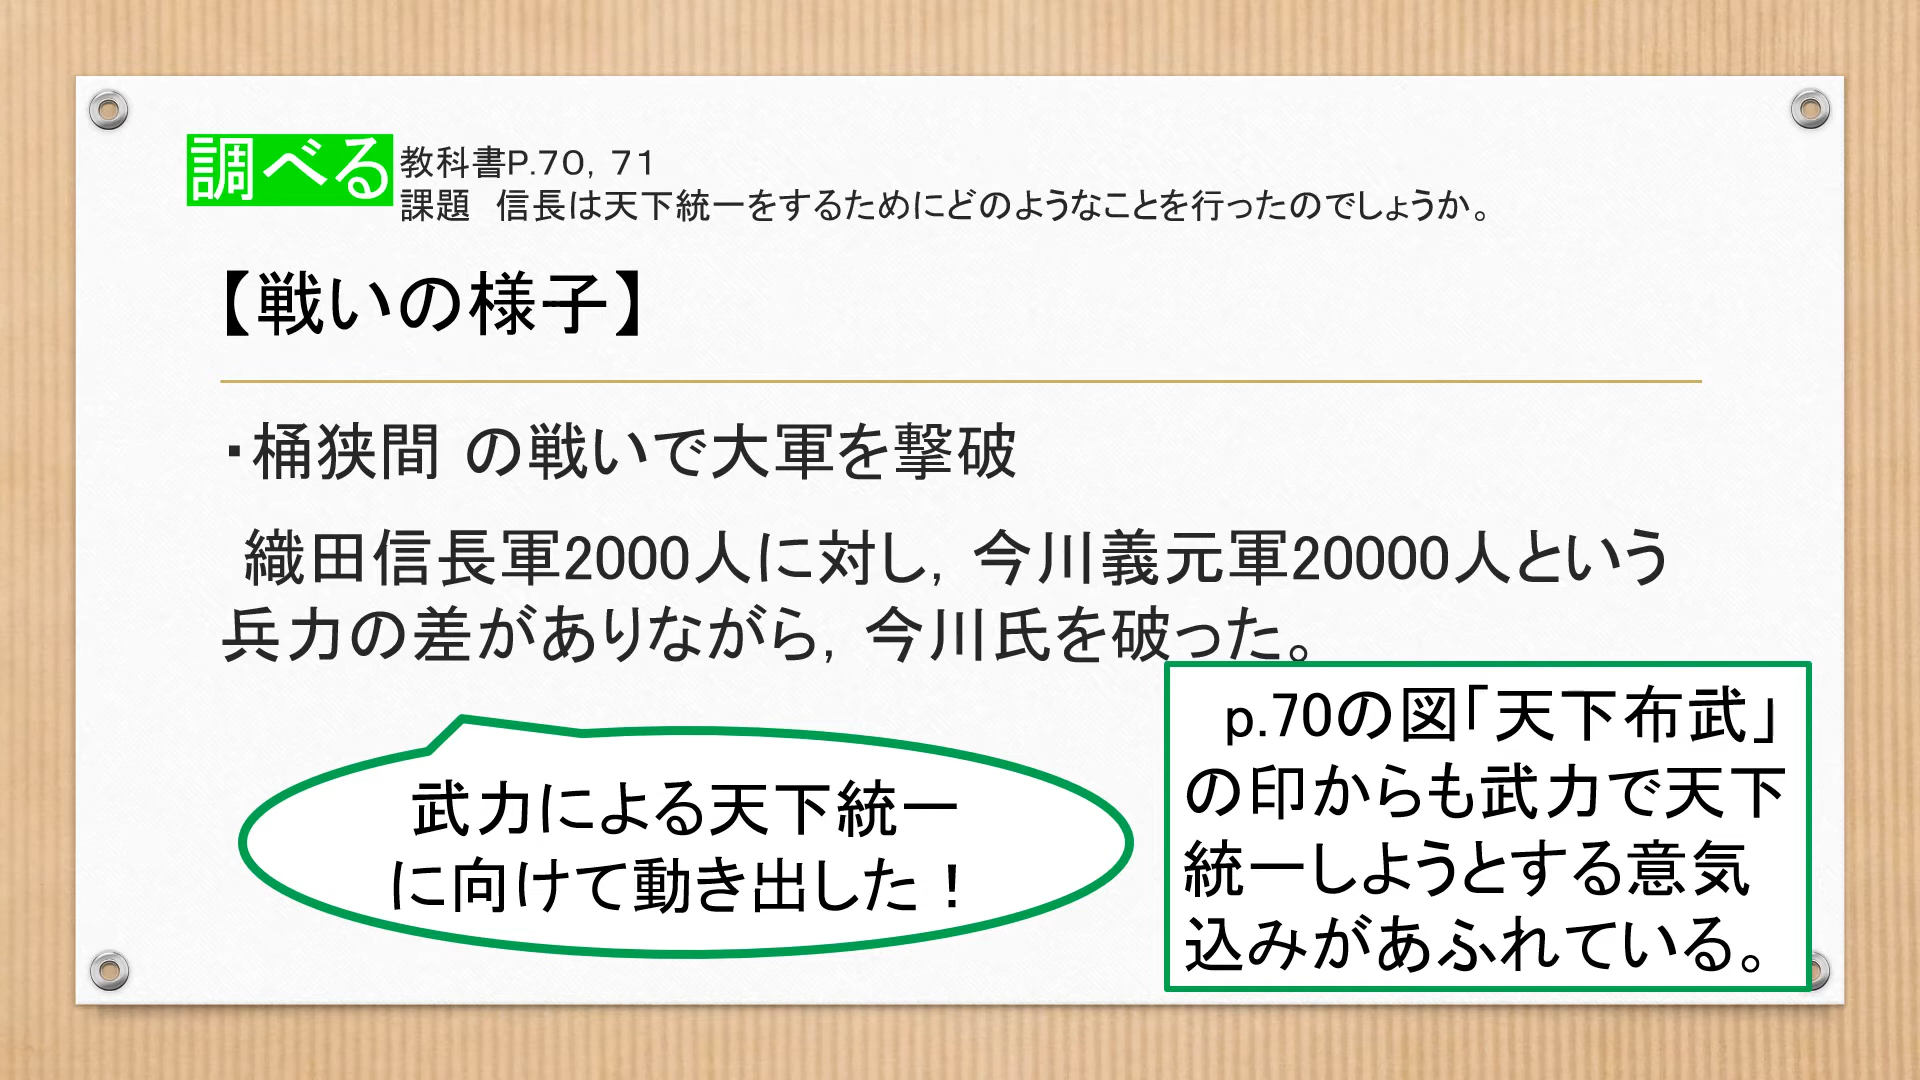 調べる
教科書P.70，71
課題　信長は天下統一をするためにどのようなことを行ったのでしょうか。
【戦いの様子】
・桶狭間 の戦いで大軍を撃破
織田信長軍2000人に対し，今川義元軍20000人という
兵力の差がありながら，今川氏を破った。
武力による天下統一
に向けて動き出した！
p.70の図「天下布武」
の印からも武力で天下
統一しようとする意気
込みがあふれている。